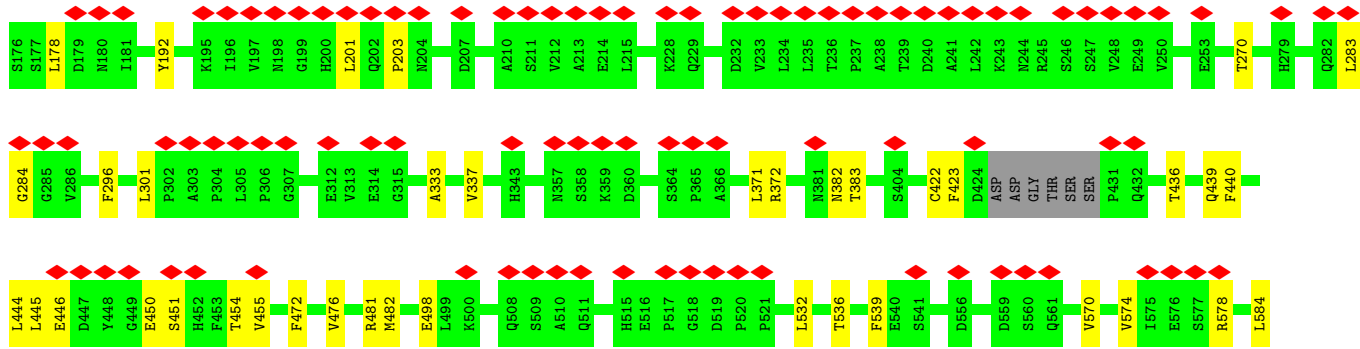 S176 S177 L178 D179 N180 I181 Y192 K195 I196 V197 N198 G199 H200 L201 Q202 P203 N204 D207 A210 S211 V212 A213 E214 L215 K228 Q229 D232 V233 L234 L235 T236 P237 A238 T239 D240 A241 L242 K243 N244 R245 S246 S247 V248 E249 V250 E253 T270 H279 Q282 L283
G284 G285 V286 F296 L301 P302 A303 P304 L305 P306 G307 E312 V313 E314 G315 A333 V337 H343 N357 S358 K359 D360 S364 P365 A366 L371 R372 N381 N382 T383 S404 C422 F423 D424 ASP ASP GLY THR SER SER P431 Q432 T436 Q439 F440
L444 L445 E446 D447 Y448 G449 E450 S451 H452 F453 T454 V455 F472 V476 R481 M482 E498 L499 K500 Q508 S509 A510 Q511 H515 E516 P517 G518 D519 P520 P521 L532 T536 F539 E540 S541 D556 D559 S560 Q561 V570 V574 I575 E576 S577 R578 L584